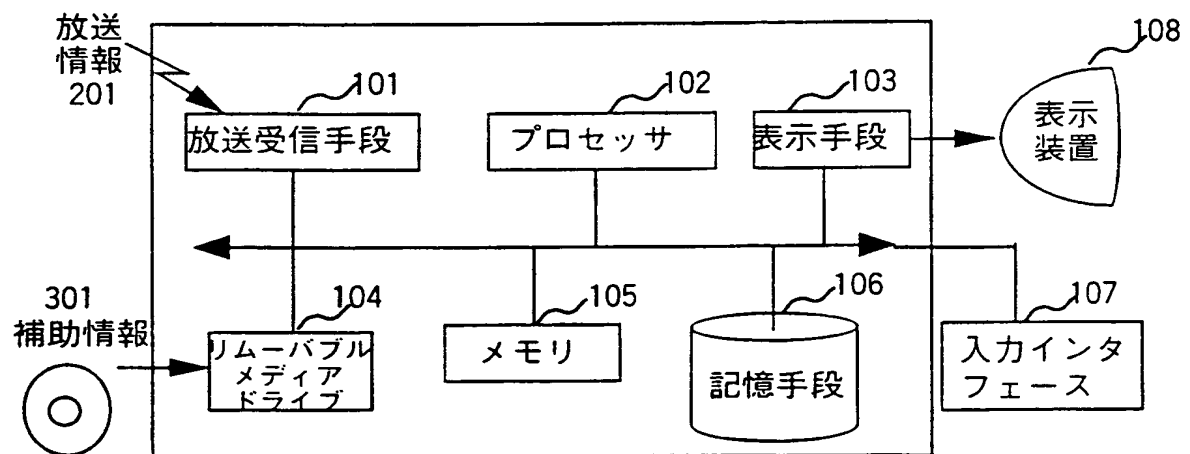 放送
情報
201
101
102
103
108
放送受信手段
プロセッサ
表示手段
表示
装置
301
補助情報
104
105
106
107
リムーバブル
メディア
ドライブ
メモリ
記憶手段
入力インタ
フェース